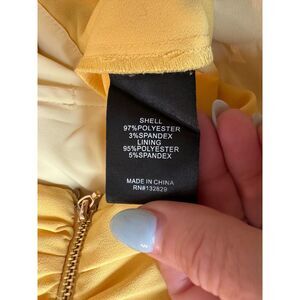 SHELL
97%POLYESTER
3%SPANDEX
LINING
95%POLYESTER
5%SPANDEX
MADE IN CHINA
RN#132829